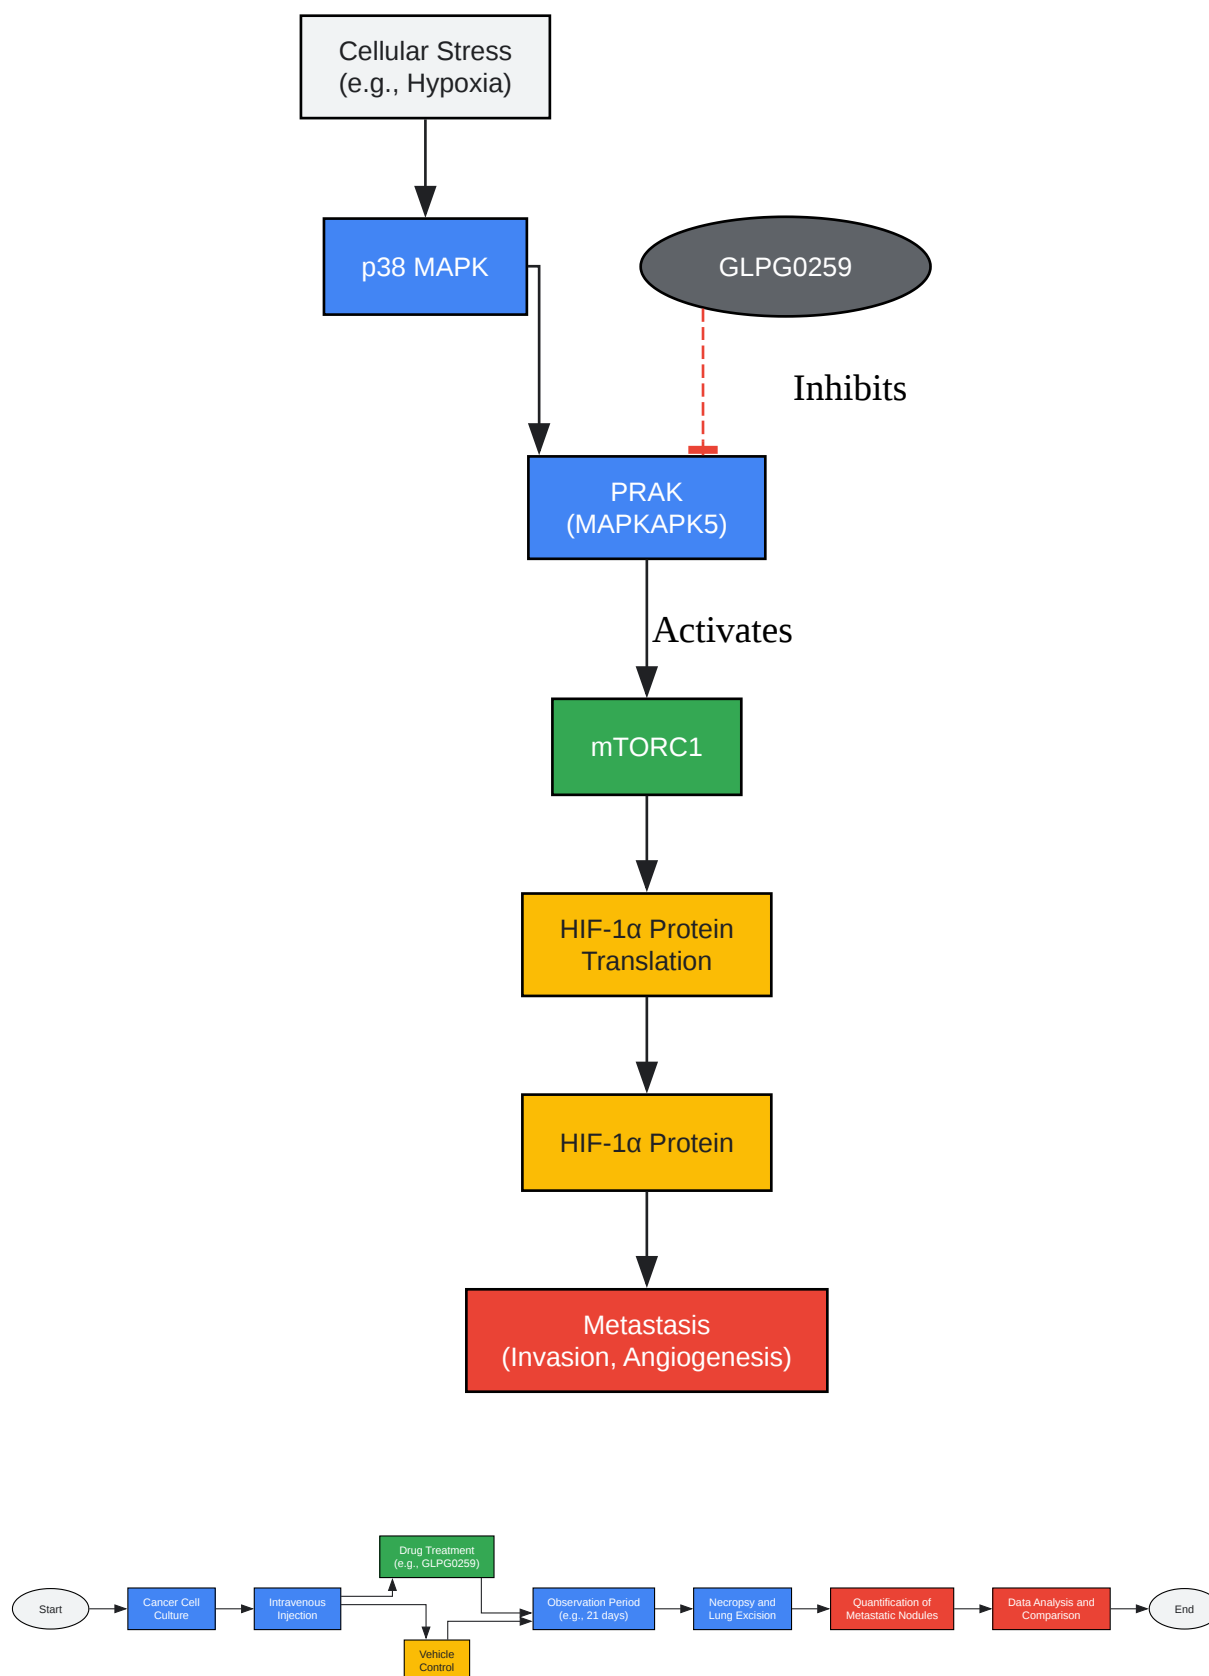 Cellular Stress
(e.g., Hypoxia)
p38 MAPK
GLPG0259
Inhibits
PRAK
(MAPKAPK5)
Activates
mTORC1
HIF-1α Protein
Translation
HIF-1α Protein
Metastasis
(Invasion, Angiogenesis)
Start
Cancer Cell
Culture
Intravenous
Injection
Drug Treatment
(e.g., GLPG0259)
Vehicle
Control
Observation Period
(e.g., 21 days)
Necropsy and
Lung Excision
Quantification of
Metastatic Nodules
Data Analysis and
Comparison
End